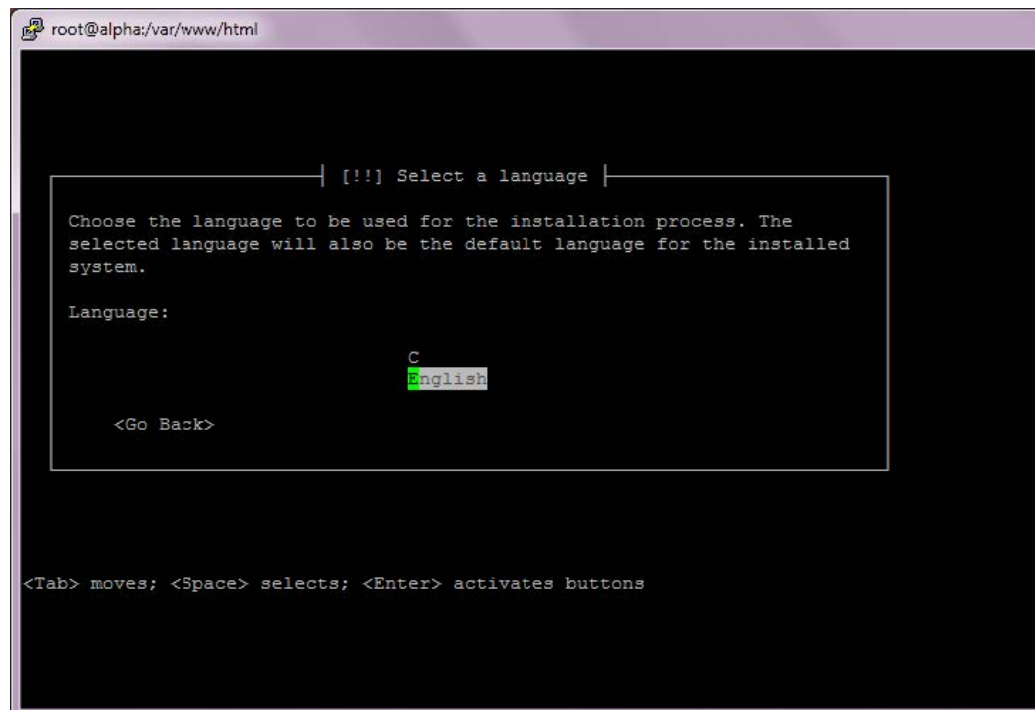 root@alpha:/var/www/html
[!!] Select a language
Choose the language to be used for the installation process. The
selected language will also be the default language for the installed
system.
Language:
C
English
<Go Back>
<Tab> moves; <Space> selects; <Enter> activates buttons